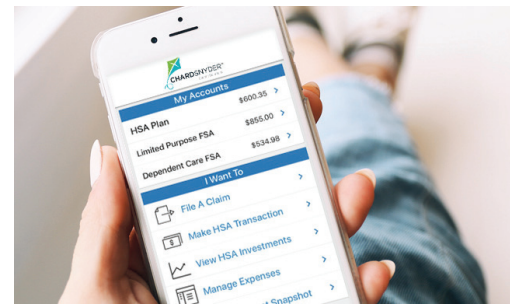 CHARDSNYDER
My Accounts
HSA Plan $600.35 >
Limited Purpose FSA $855.00 >
Dependent Care FSA $534.98 >
I Want To
File A Claim >
$ Make HSA Transaction >
View HSA Investments >
Manage Expenses >
Snapshot >